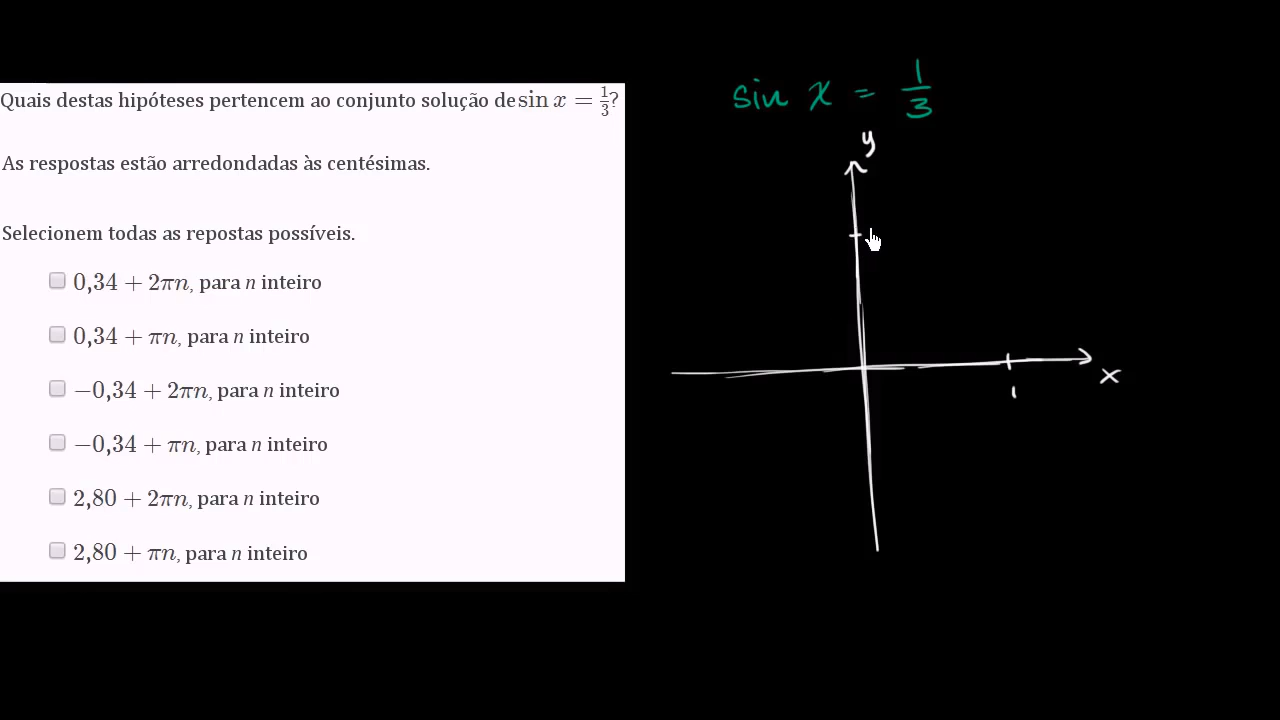 Quais destas hipóteses pertencem ao conjunto solução de sin x = 1/3?
As respostas estão arredondadas às centésimas.
Selecionem todas as repostas possíveis.
0,34 + 2πn, para n inteiro
0,34 + πn, para n inteiro
−0,34 + 2πn, para n inteiro
−0,34 + πn, para n inteiro
2,80 + 2πn, para n inteiro
2,80 + πn, para n inteiro
sin x = 1/3
y
x
1